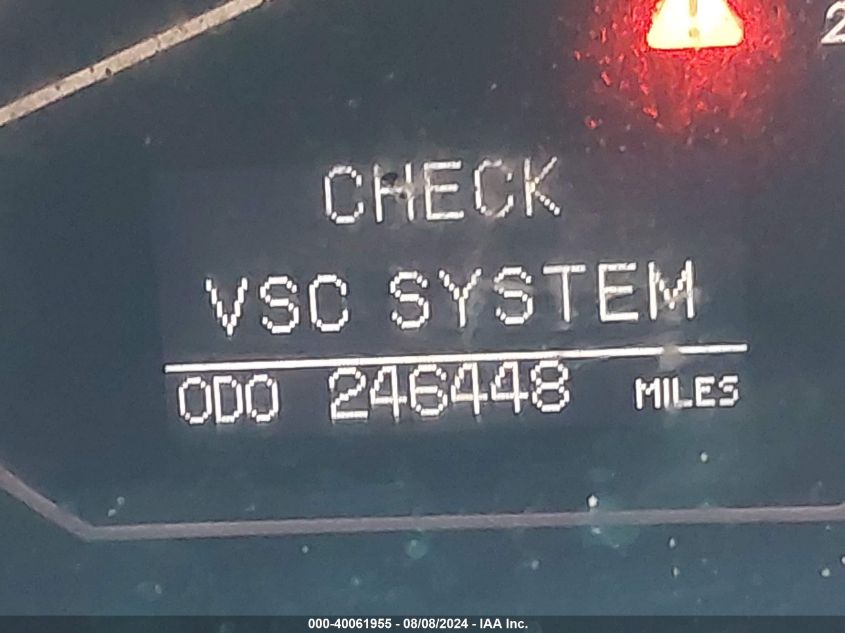 CHECK
VSC SYSTEM
ODO 246448 MILES
000-40061955 - 08/08/2024 - IAA Inc.